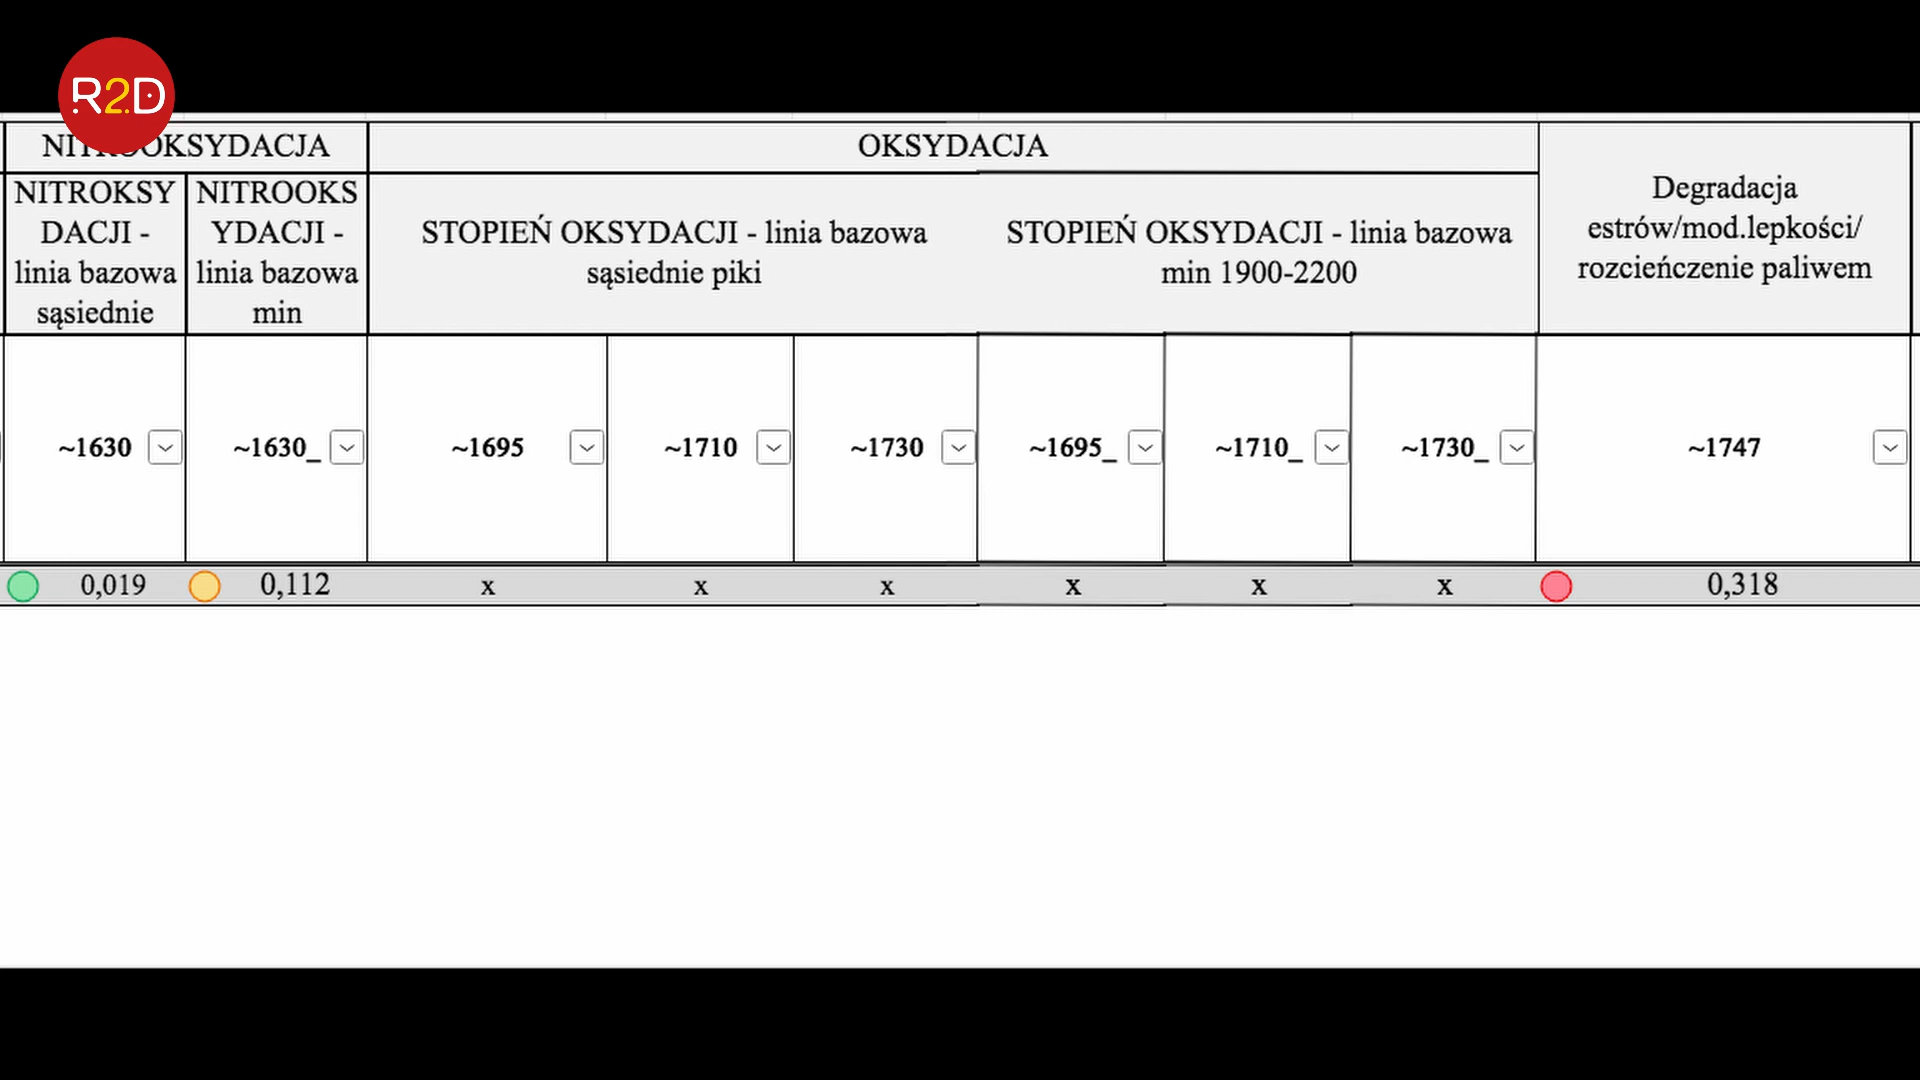 R2D
OKSYDACJA
NITROKSY
DACJI -
linia bazowa
sąsiednie
NITROOKS
YDACJI -
linia bazowa
min
STOPIEŃ OKSYDACJI - linia bazowa
sąsiednie piki
STOPIEŃ OKSYDACJI - linia bazowa
min 1900-2200
Degradacja
estrów/mod.lepkości/
rozcieńczenie paliwem
~1630
~1630_
~1695
~1710
~1730
~1695_
~1710_
~1730_
~1747
0,019
0,112
x
x
x
x
x
x
0,318